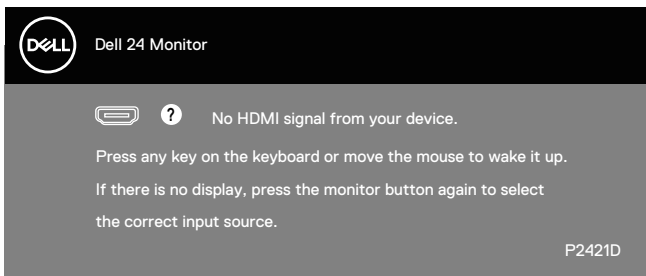 DELL
Dell 24 Monitor
? No HDMI signal from your device.
Press any key on the keyboard or move the mouse to wake it up.
If there is no display, press the monitor button again to select
the correct input source.
P2421D